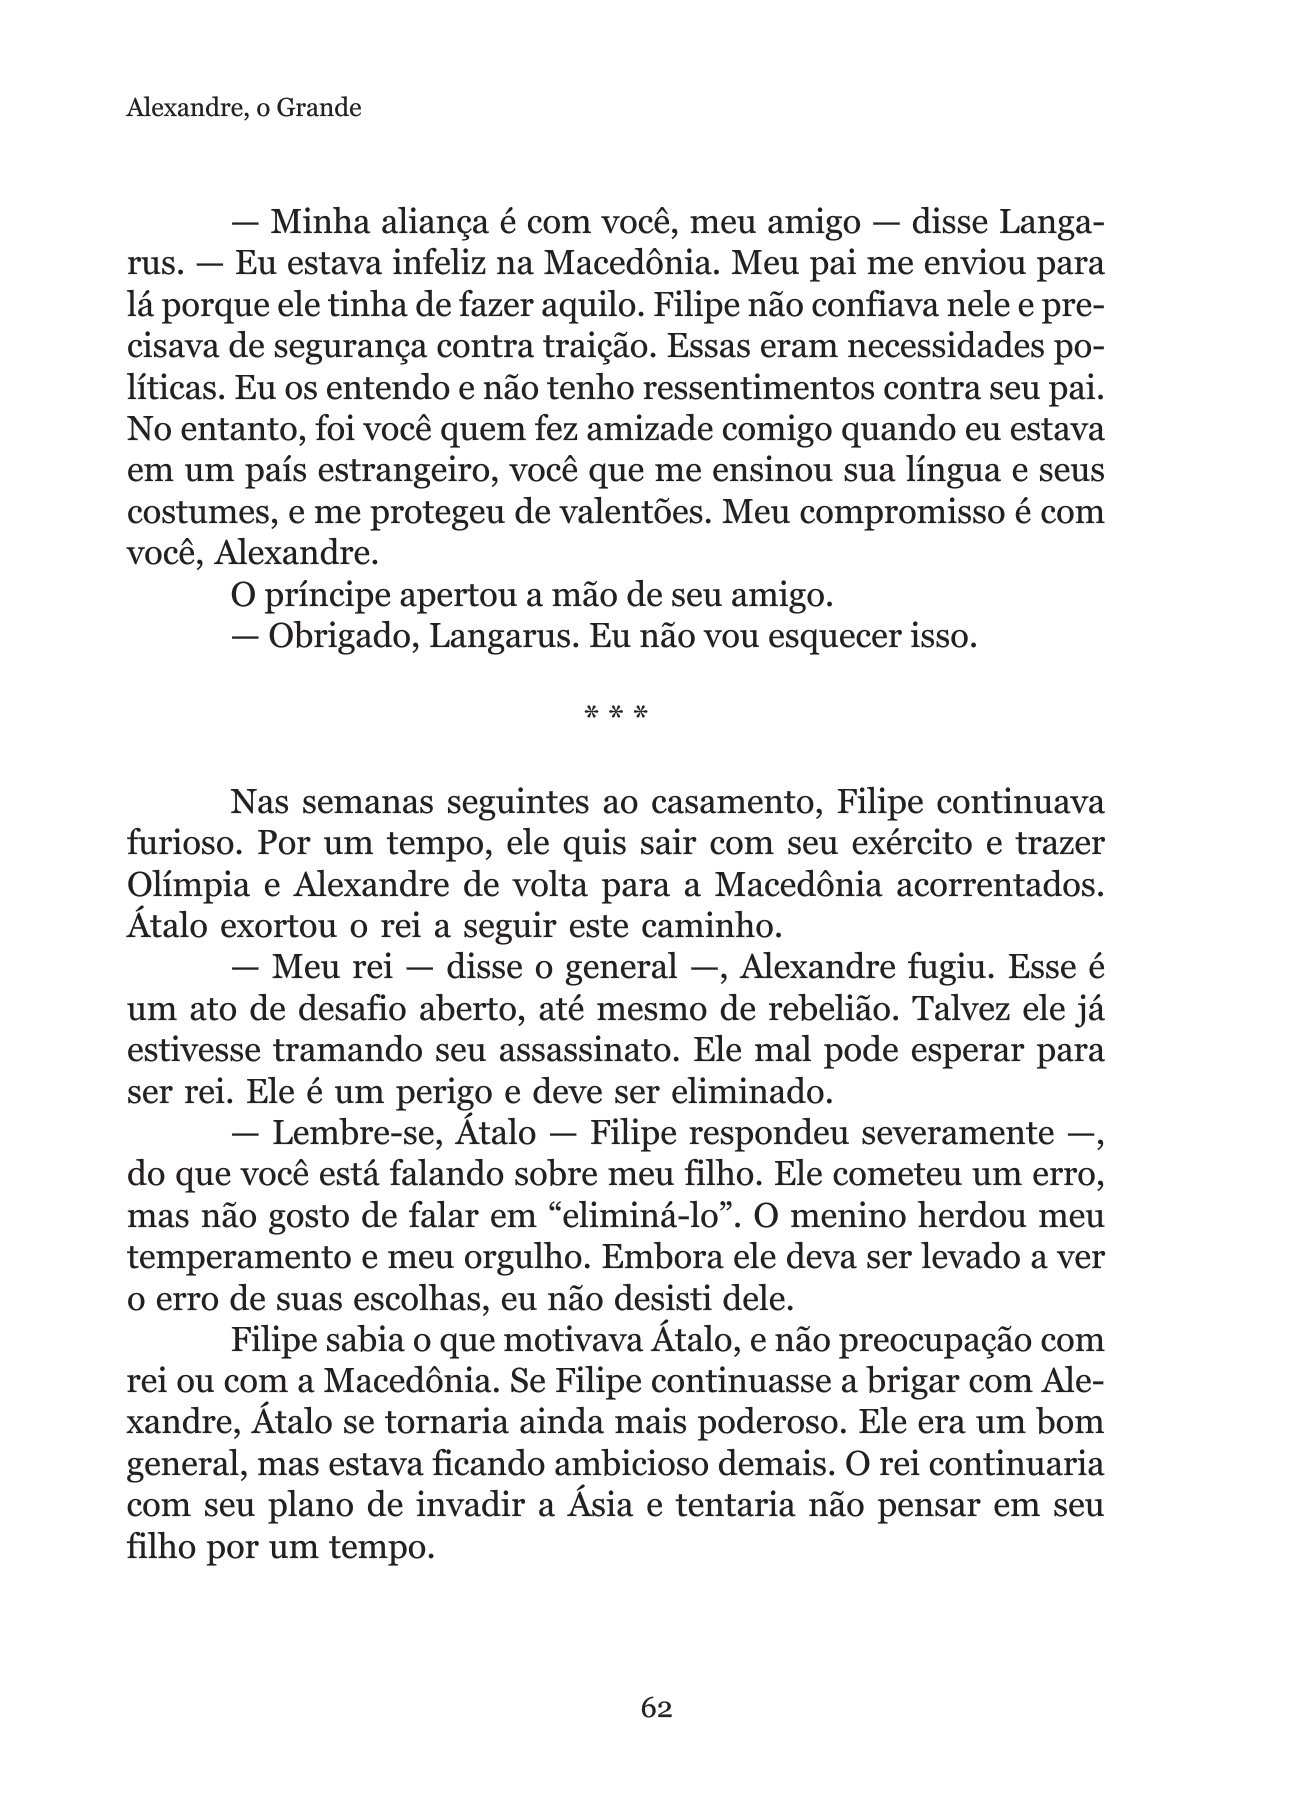 Alexandre, o Grande
— Minha aliança é com você, meu amigo — disse Langa-
rus. — Eu estava infeliz na Macedônia. Meu pai me enviou para
lá porque ele tinha de fazer aquilo. Filipe não confiava nele e pre-
cisava de segurança contra traição. Essas eram necessidades po-
líticas. Eu os entendo e não tenho ressentimentos contra seu pai.
No entanto, foi você quem fez amizade comigo quando eu estava
em um país estrangeiro, você que me ensinou sua língua e seus
costumes, e me protegeu de valentões. Meu compromisso é com
você, Alexandre.
O príncipe apertou a mão de seu amigo.
— Obrigado, Langarus. Eu não vou esquecer isso.
* * *
Nas semanas seguintes ao casamento, Filipe continuava
furioso. Por um tempo, ele quis sair com seu exército e trazer
Olímpia e Alexandre de volta para a Macedônia acorrentados.
Átalo exortou o rei a seguir este caminho.
— Meu rei — disse o general —, Alexandre fugiu. Esse é
um ato de desafio aberto, até mesmo de rebelião. Talvez ele já
estivesse tramando seu assassinato. Ele mal pode esperar para
ser rei. Ele é um perigo e deve ser eliminado.
— Lembre-se, Átalo — Filipe respondeu severamente —,
do que você está falando sobre meu filho. Ele cometeu um erro,
mas não gosto de falar em “eliminá-lo”. O menino herdou meu
temperamento e meu orgulho. Embora ele deva ser levado a ver
o erro de suas escolhas, eu não desisti dele.
Filipe sabia o que motivava Átalo, e não preocupação com
rei ou com a Macedônia. Se Filipe continuasse a brigar com Ale-
xandre, Átalo se tornaria ainda mais poderoso. Ele era um bom
general, mas estava ficando ambicioso demais. O rei continuaria
com seu plano de invadir a Ásia e tentaria não pensar em seu
filho por um tempo.
62